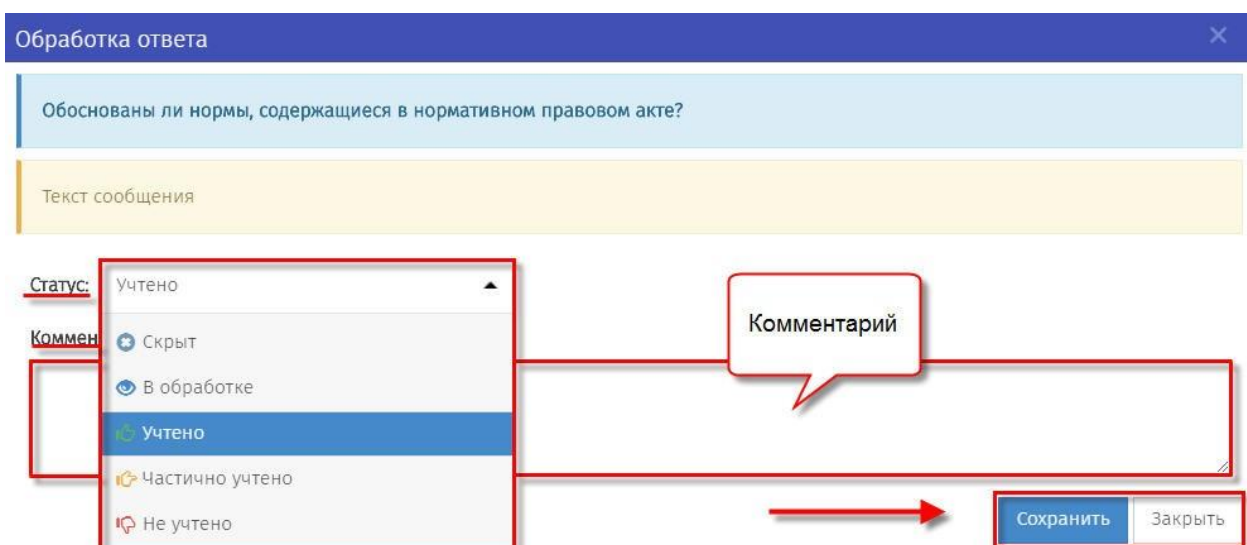 Обработка ответа
Обоснованы ли нормы, содержащиеся в нормативном правовом акте?
Текст сообщения
Статус: Учтено
Комментарий
Коммен
Скрыт
В обработке
Учтено
Частично учтено
Не учтено
Сохранить Закрыть